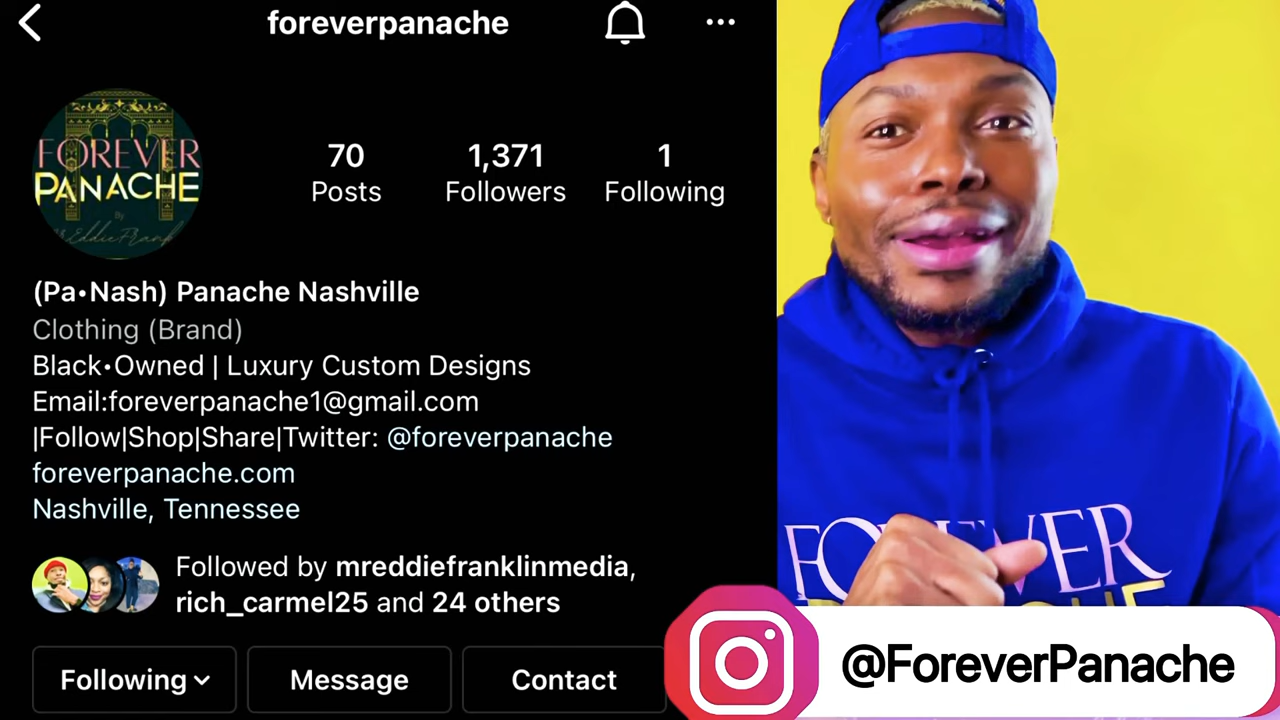 foreverpanache
FOREVER
PANACHE
By
70
1,371
1
Posts
Followers
Following
(Pa•Nash) Panache Nashville
Clothing (Brand)
Black•Owned | Luxury Custom Designs
Email:foreverpanache1@gmail.com
|Follow|Shop|Share|Twitter: @foreverpanache
foreverpanache.com
Nashville, Tennessee
Followed by mreddiefranklinmedia,
rich_carmel25 and 24 others
Following
Message
Contact
FOREVER
@ForeverPanache